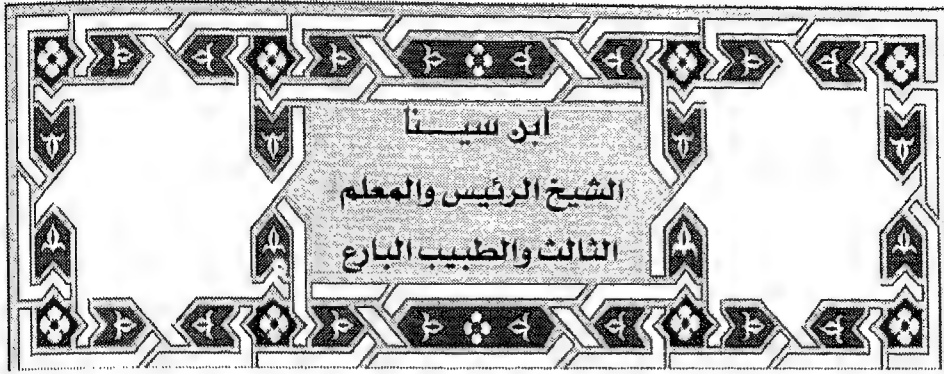 ابن سينا
الشيخ الرئيس والمعلم
الثالث والطبيب البارع